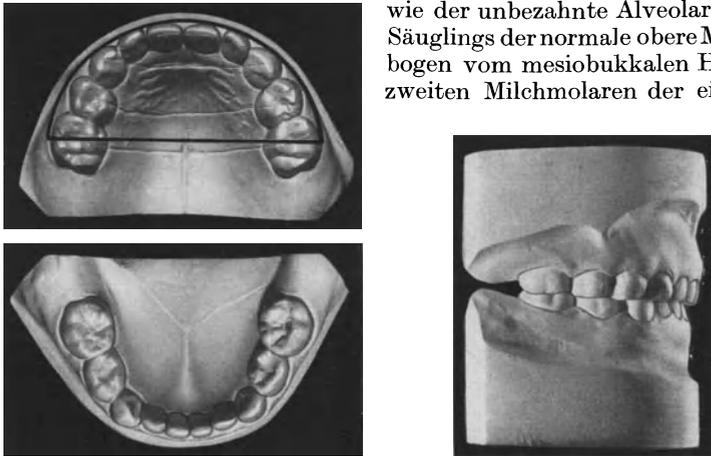 wie der unbezahnte Alveolar
Säuglings der normale obere M
bogen vom mesiobukkalen H
zweiten Milchmolaren der ei